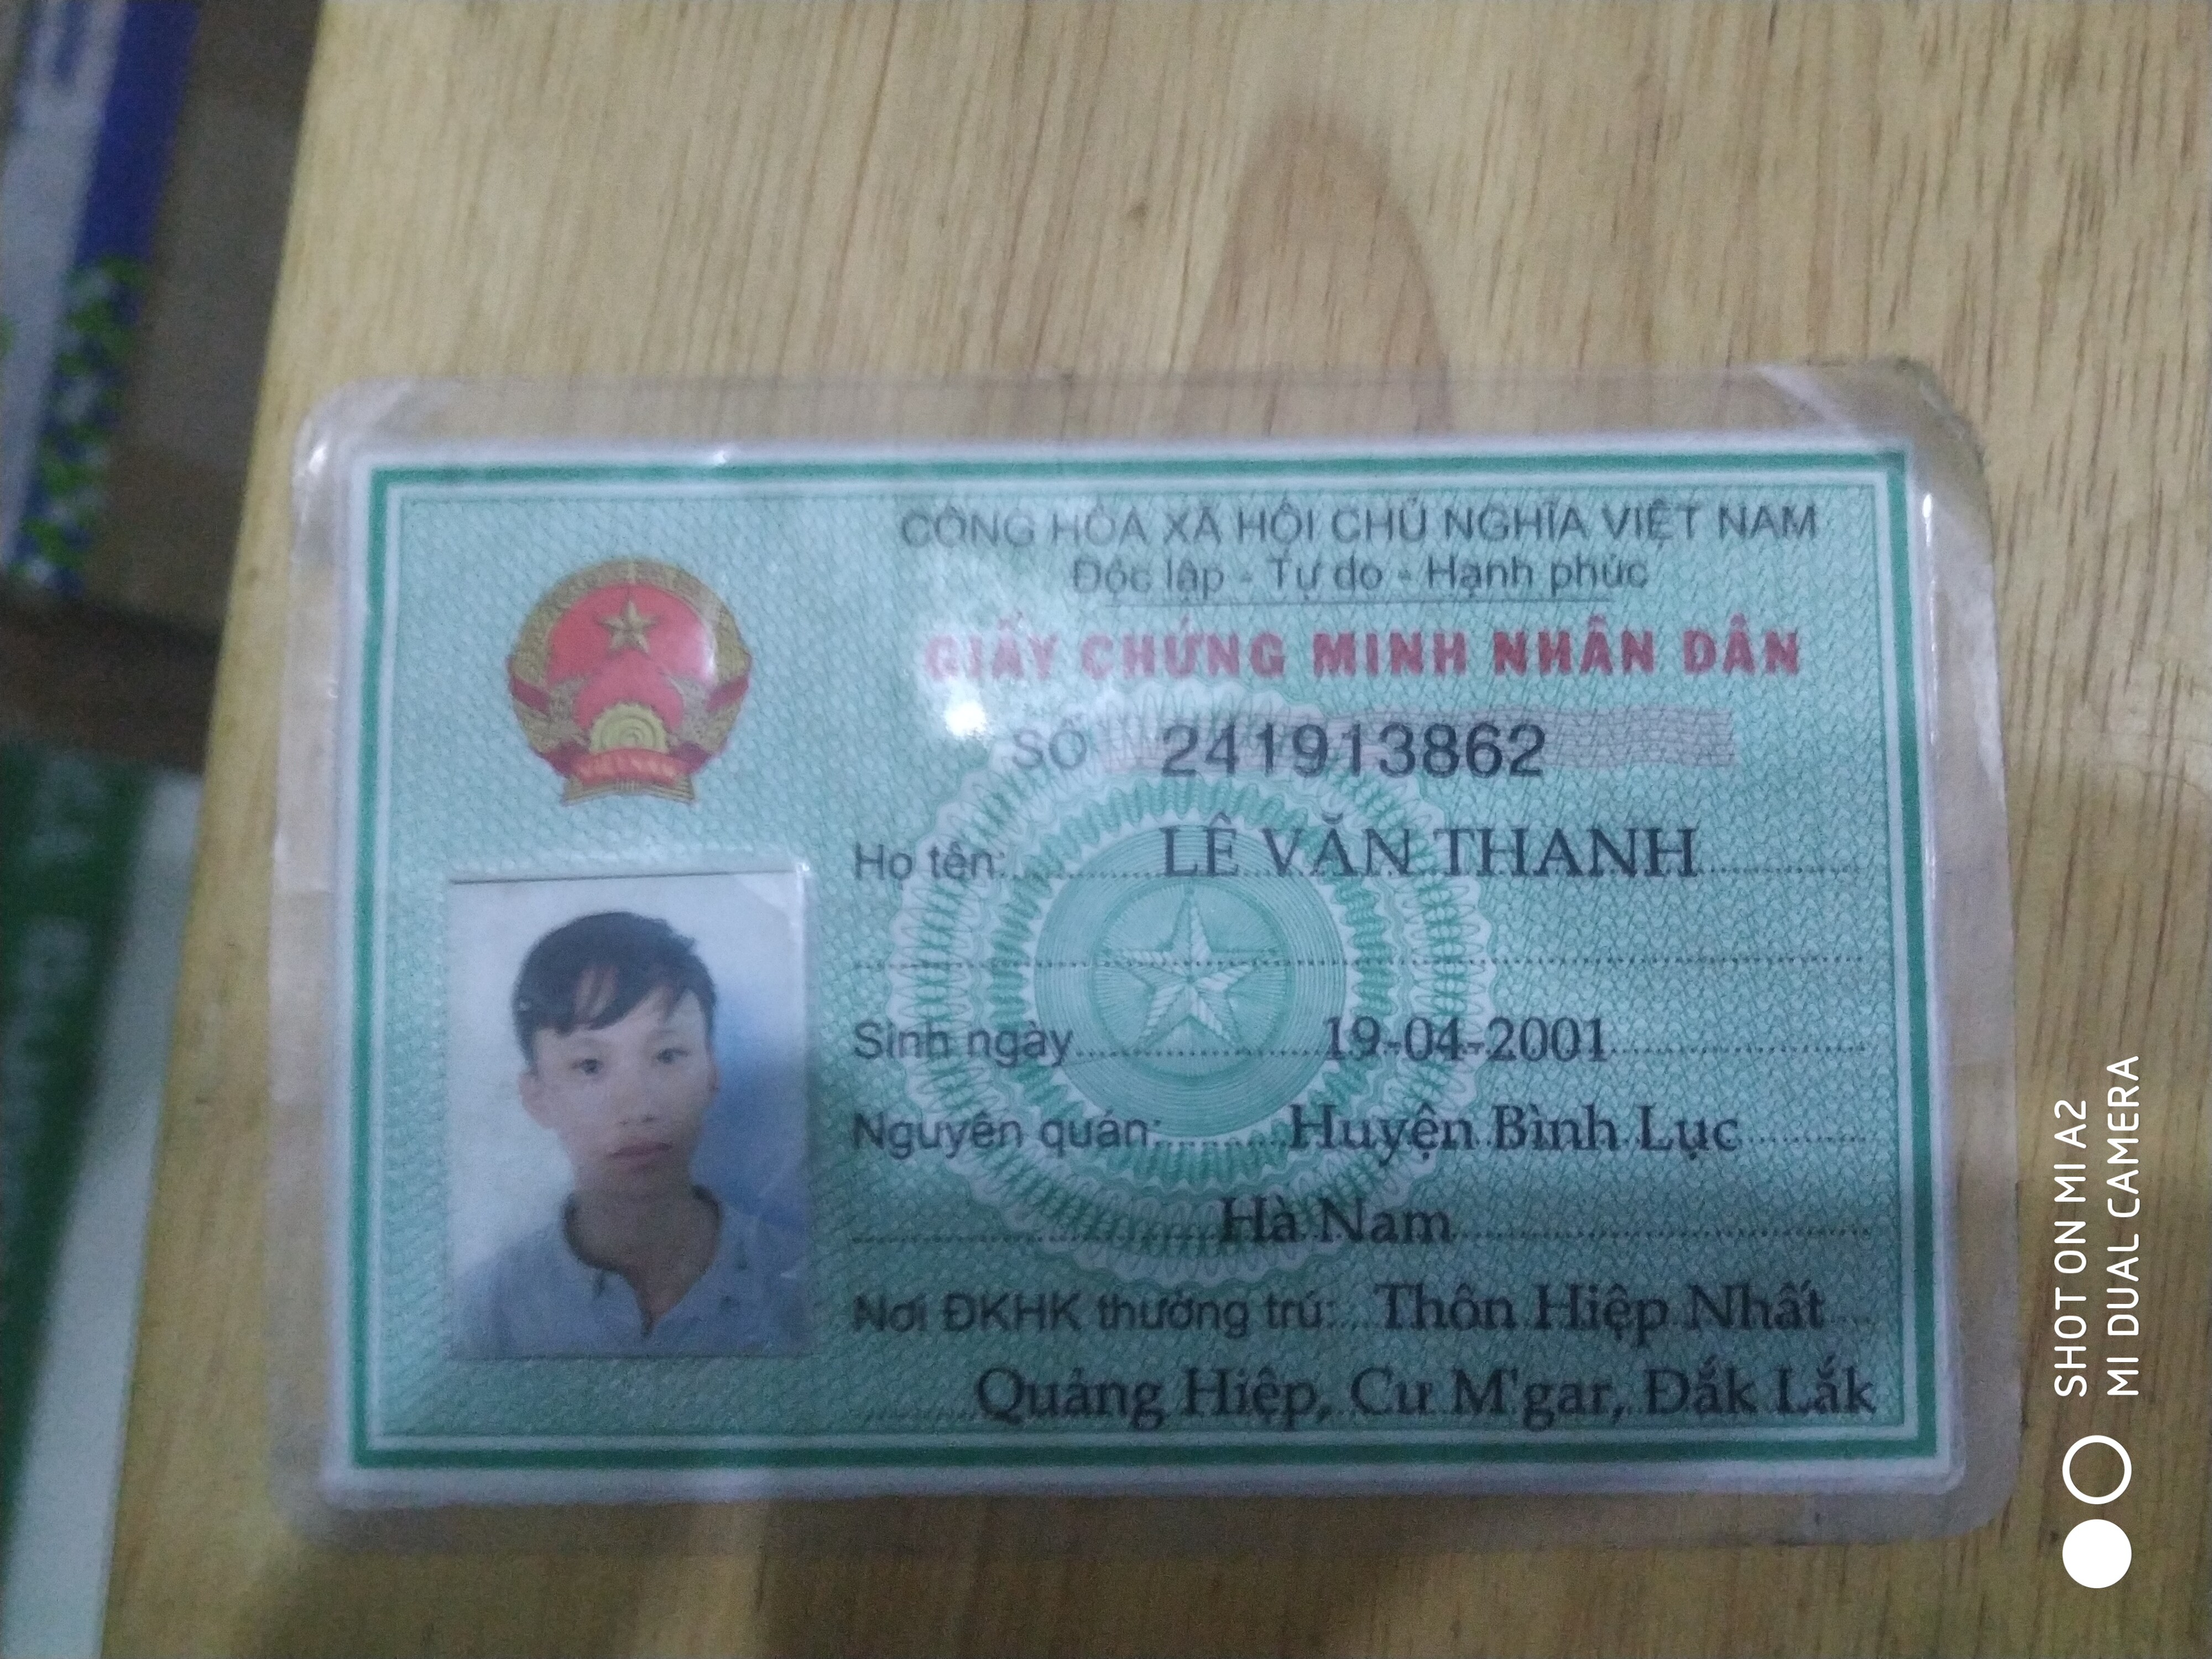 CỘNG HÒA XÃ HỘI CHỦ NGHĨA VIỆT NAM
Độc lập - Tự do - Hạnh phúc
GIẤY CHỨNG MINH NHÂN DÂN
SỐ 241913862
Họ tên: LÊ VĂN THANH
Sinh ngày 19-04-2001
Nguyên quán: Huyện Bình Lục
Hà Nam
Nơi ĐKHK thường trú: Thôn Hiệp Nhất
Quảng Hiệp, Cư M'gar, Đắk Lắk
VIỆT NAM
SHOT ON MI A2
MI DUAL CAMERA